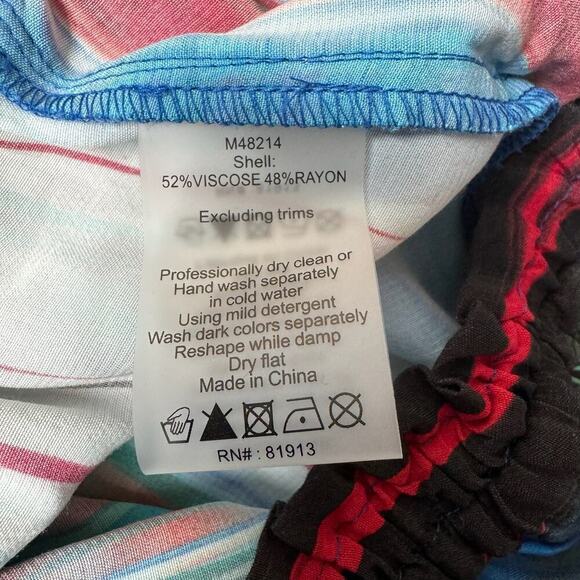 M48214
Shell:
52%VISCOSE 48%RAYON
Excluding trims
Professionally dry clean or
Hand wash separately
in cold water
Using mild detergent
Wash dark colors separately
Reshape while damp
Dry flat
Made in China
RN# : 81913